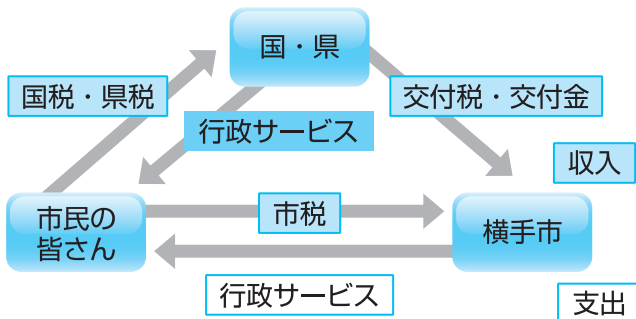 国・県
国税・県税
交付税・交付金
行政サービス
収入
市民の
皆さん
市税
横手市
行政サービス
支出